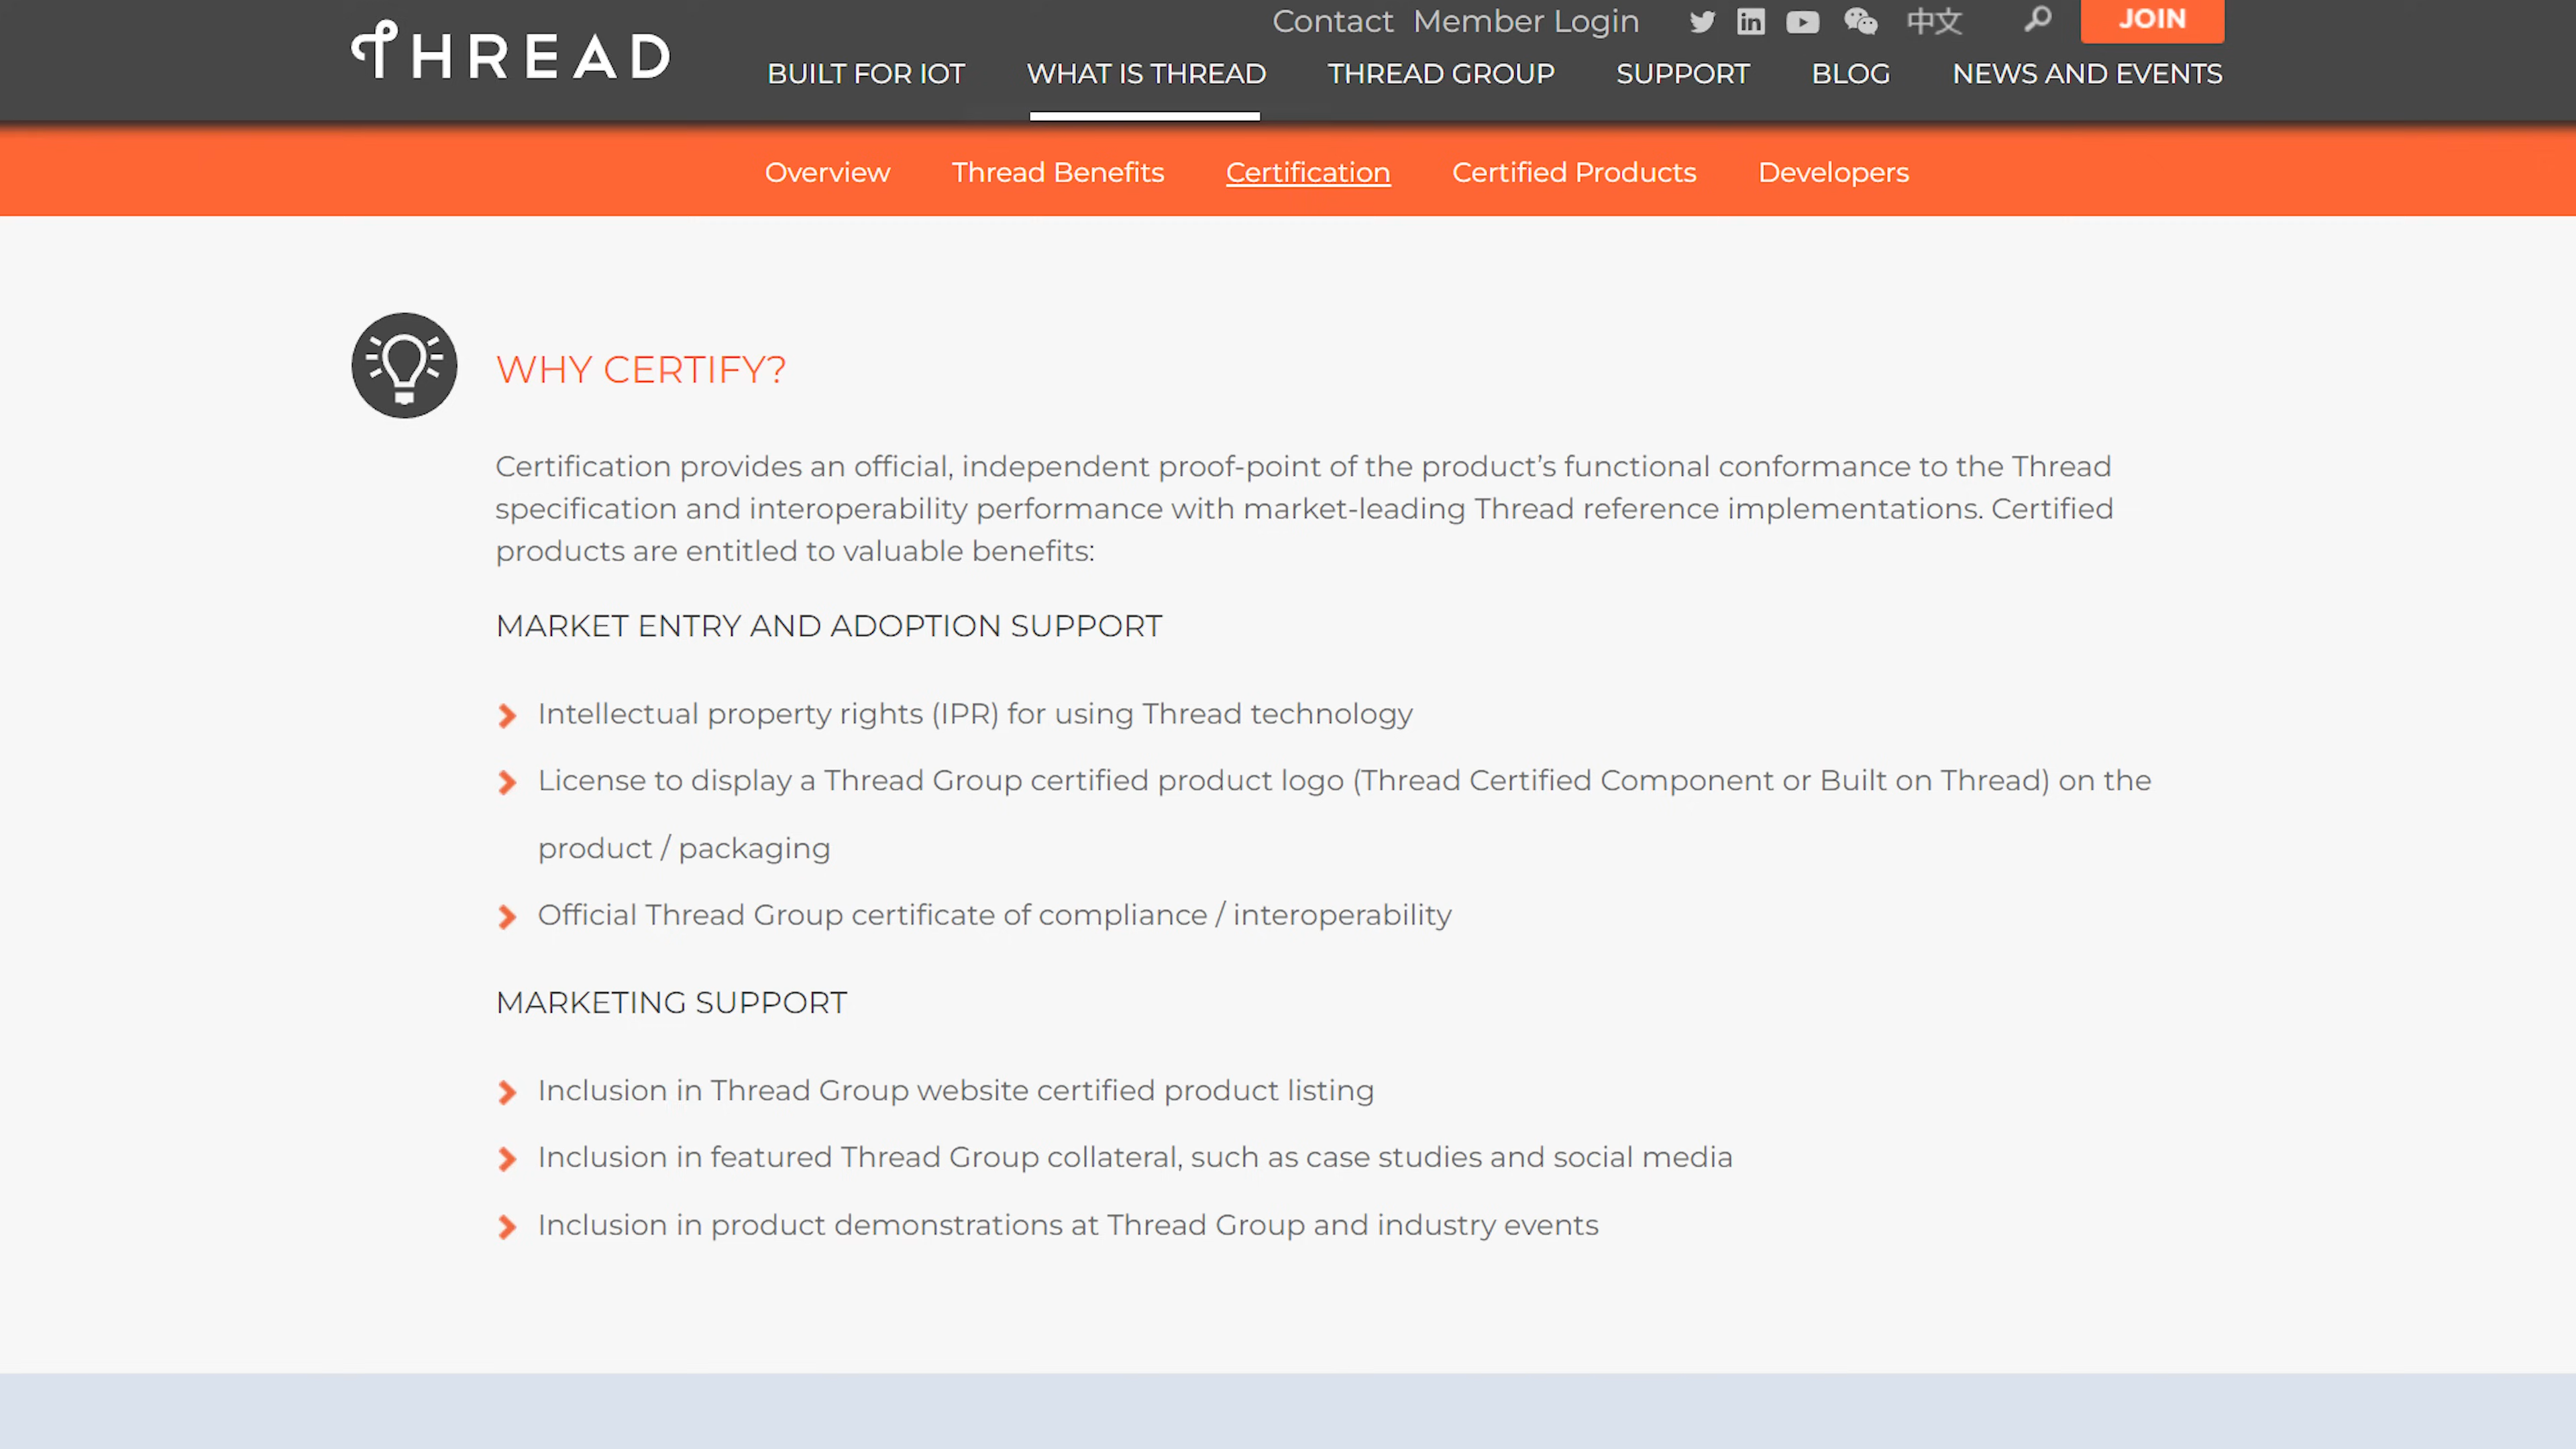 THREAD
Contact Member Login 中文 JOIN
BUILT FOR IOT WHAT IS THREAD THREAD GROUP SUPPORT BLOG NEWS AND EVENTS
Overview Thread Benefits Certification Certified Products Developers
WHY CERTIFY?
Certification provides an official, independent proof-point of the product’s functional conformance to the Thread
specification and interoperability performance with market-leading Thread reference implementations. Certified
products are entitled to valuable benefits:
MARKET ENTRY AND ADOPTION SUPPORT
Intellectual property rights (IPR) for using Thread technology
License to display a Thread Group certified product logo (Thread Certified Component or Built on Thread) on the
product / packaging
Official Thread Group certificate of compliance / interoperability
MARKETING SUPPORT
Inclusion in Thread Group website certified product listing
Inclusion in featured Thread Group collateral, such as case studies and social media
Inclusion in product demonstrations at Thread Group and industry events